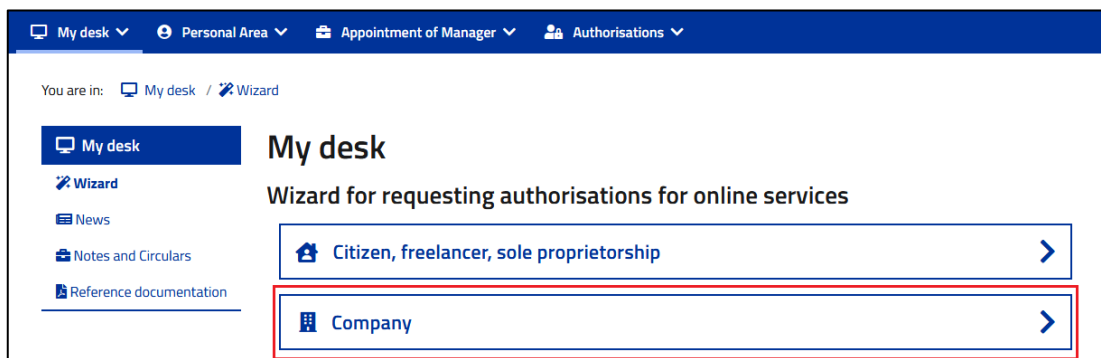 My desk Personal Area Appointment of Manager Authorisations
You are in: My desk / Wizard
My desk
Wizard
News
Notes and Circulars
Reference documentation
My desk
Wizard for requesting authorisations for online services
Citizen, freelancer, sole proprietorship
Company